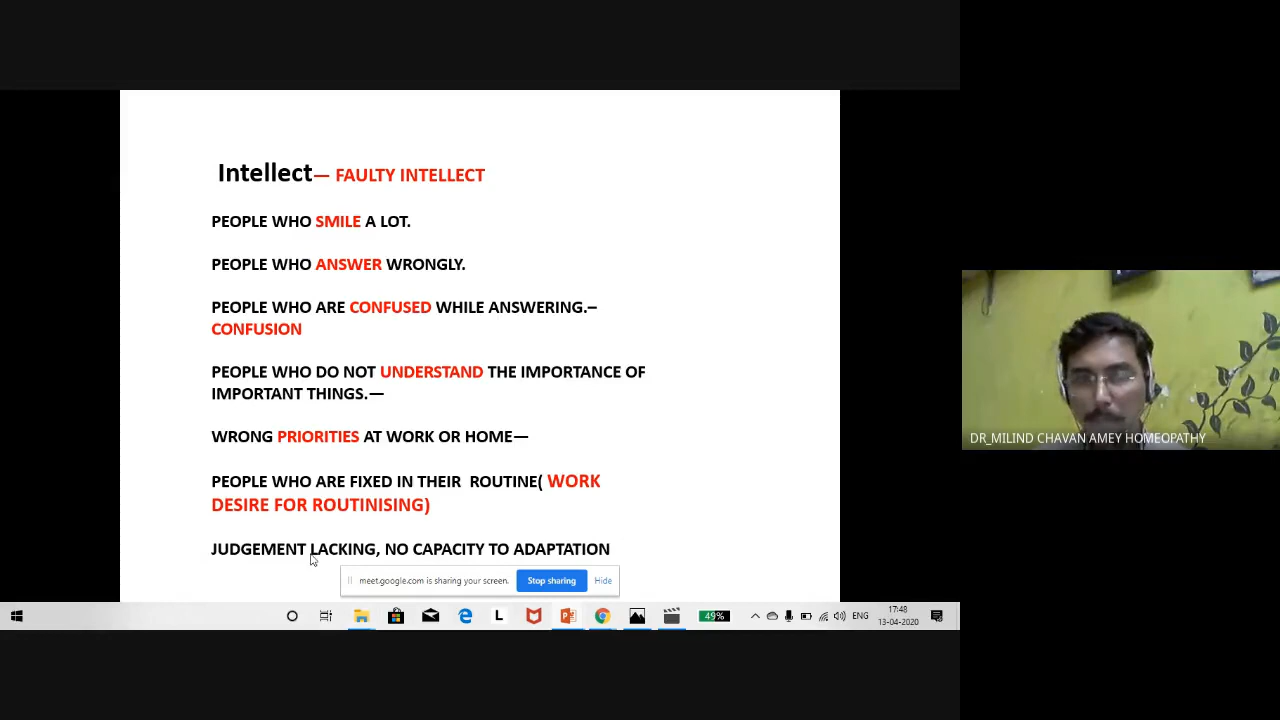 Intellect— FAULTY INTELLECT
PEOPLE WHO SMILE A LOT.
PEOPLE WHO ANSWER WRONGLY.
PEOPLE WHO ARE CONFUSED WHILE ANSWERING.–
CONFUSION
PEOPLE WHO DO NOT UNDERSTAND THE IMPORTANCE OF
IMPORTANT THINGS.—
WRONG PRIORITIES AT WORK OR HOME—
PEOPLE WHO ARE FIXED IN THEIR  ROUTINE( WORK
DESIRE FOR ROUTINISING)
JUDGEMENT LACKING, NO CAPACITY TO ADAPTATION
meet.google.com is sharing your screen. Stop sharing Hide
DR_MILIND CHAVAN AMEY HOMEOPATHY
L 49% ENG 17:48
13-04-2020